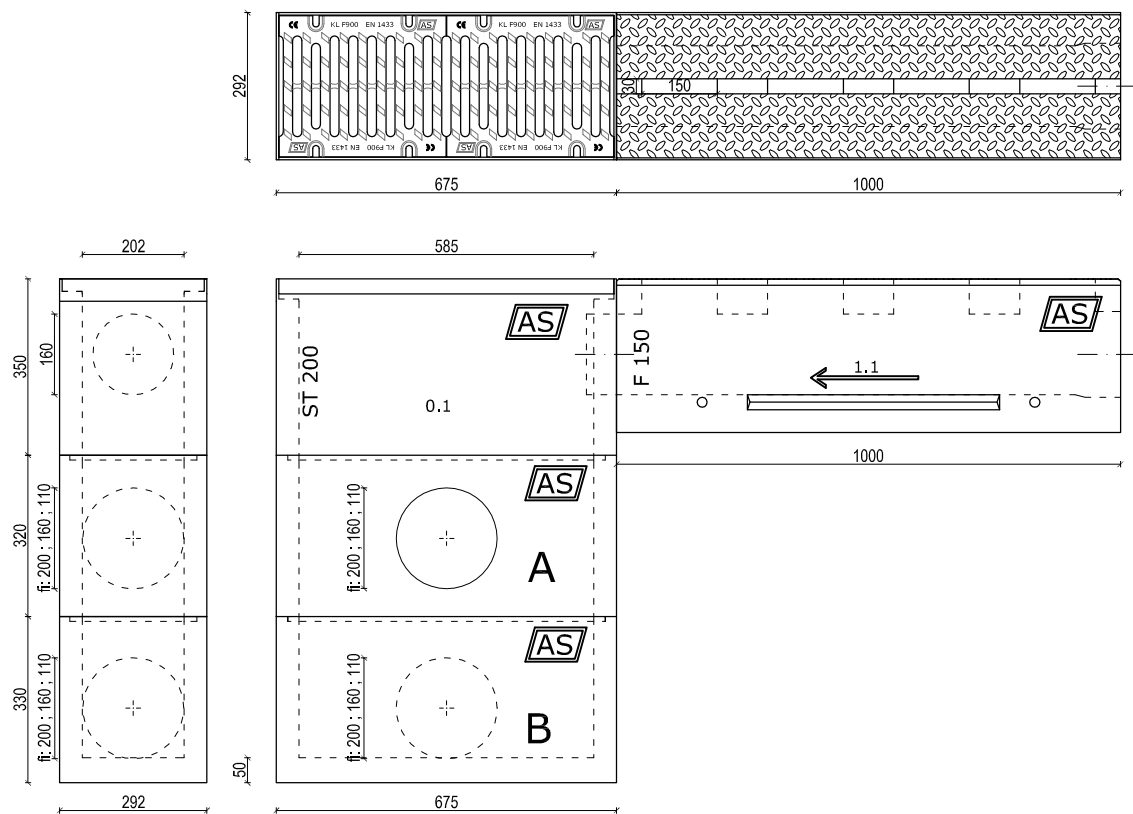 KL F900 EN 1433 AS KL F900 EN 1433 AS
292
30 150
AS KL F900 EN 1433 AS KL F900 EN 1433
675 1000
202 585
350
160
ST 200
AS
0.1
F 150
1.1
AS
1000
320
fi: 200 ; 160 ; 110
fi: 200 ; 160 ; 110
AS
A
330
fi: 200 ; 160 ; 110
fi: 200 ; 160 ; 110
AS
B
50
292 675